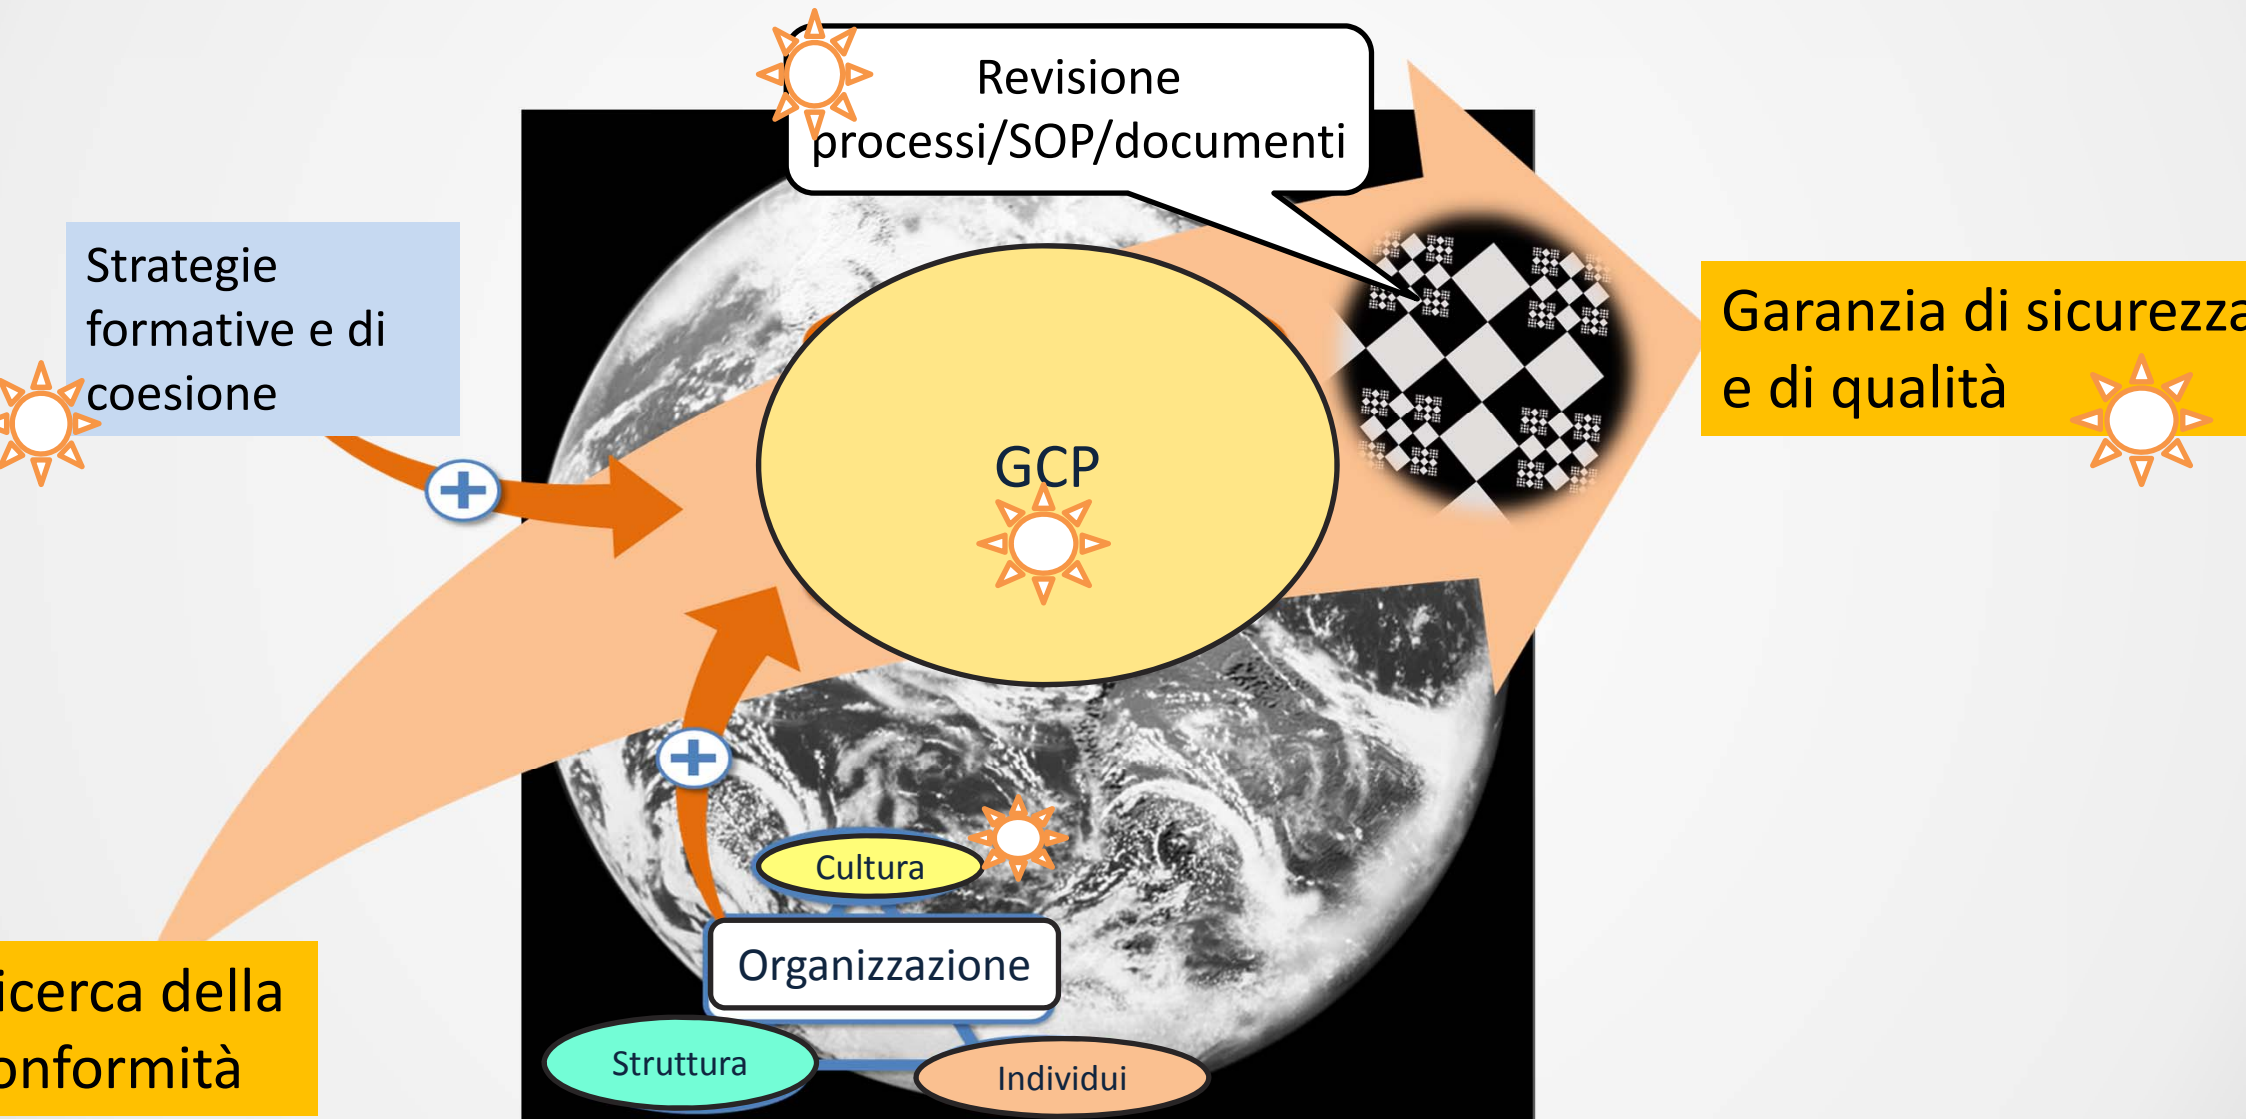 Revisione
processi/SOP/documenti
Strategie
formative e di
coesione
Garanzia di sicurezza
e di qualità
GCP
Cultura
Organizzazione
Struttura
Individui
icerca della
onformità